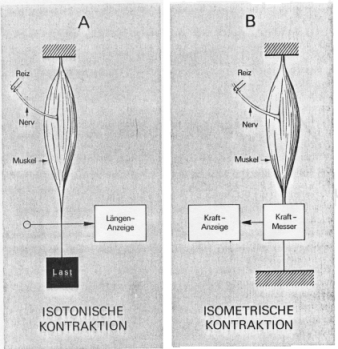 A
Reiz
Nerv
Muskel
Längen-
Anzeige
Last
ISOTONISCHE
KONTRAKTION
B
Reiz
Nerv
Muskel
Kraft-
Anzeige
Kraft-
Messer
ISOMETRISCHE
KONTRAKTION